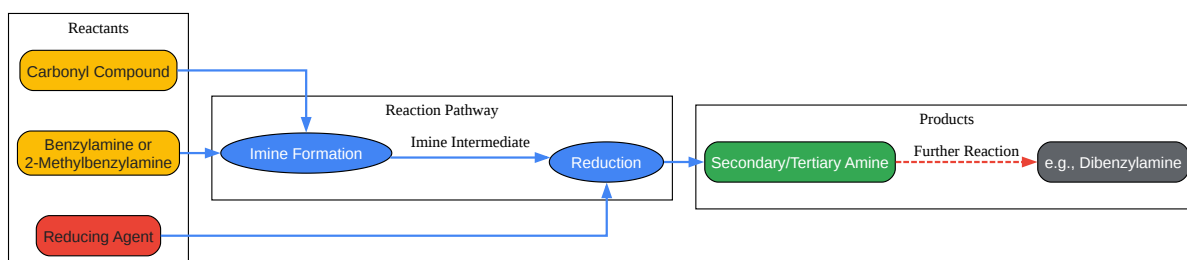 Reactants
Carbonyl Compound
Benzylamine or
2-Methylbenzylamine
Reducing Agent
Reaction Pathway
Imine Formation
Imine Intermediate
Reduction
Products
Secondary/Tertiary Amine
Further Reaction
e.g., Dibenzylamine